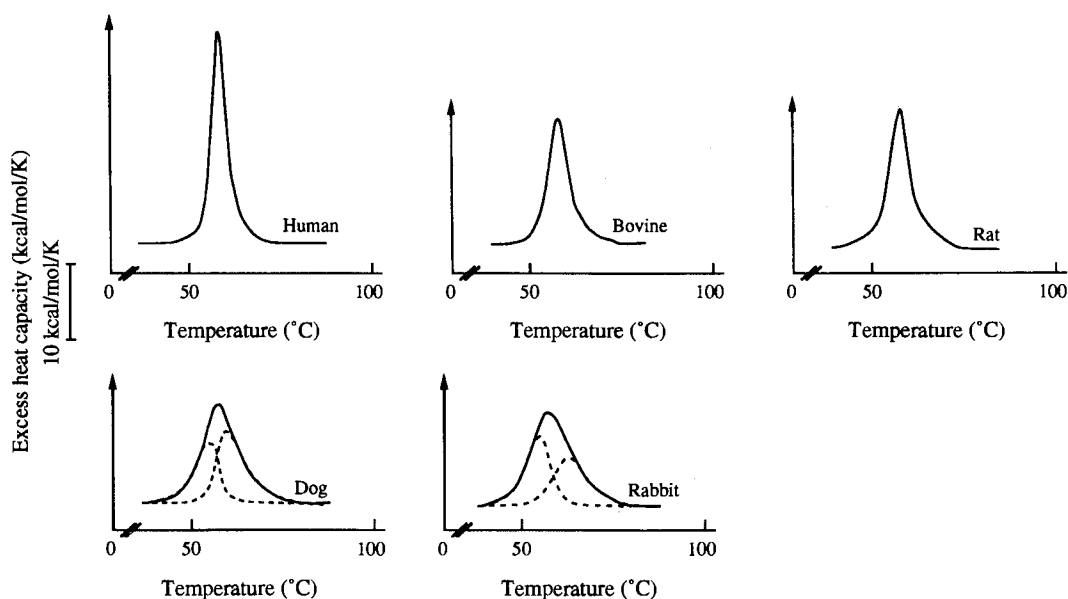 Excess heat capacity (kcal/mol/K)
10 kcal/mol/K
Human
0 50 100
Temperature (°C)
Bovine
0 50 100
Temperature (°C)
Rat
0 50 100
Temperature (°C)
Dog
0 50 100
Temperature (°C)
Rabbit
0 50 100
Temperature (°C)